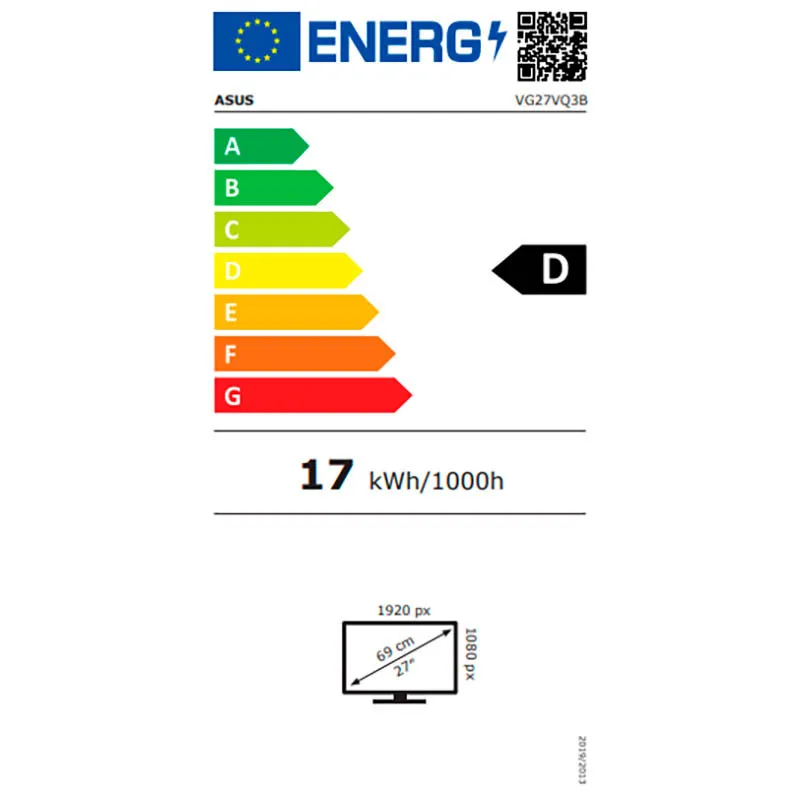 ENERG
ASUS VG27VQ3B
A
B
C
D
D
E
F
G
17 kWh/1000h
1920 px
69 cm
27"
1080 px
2019/2013